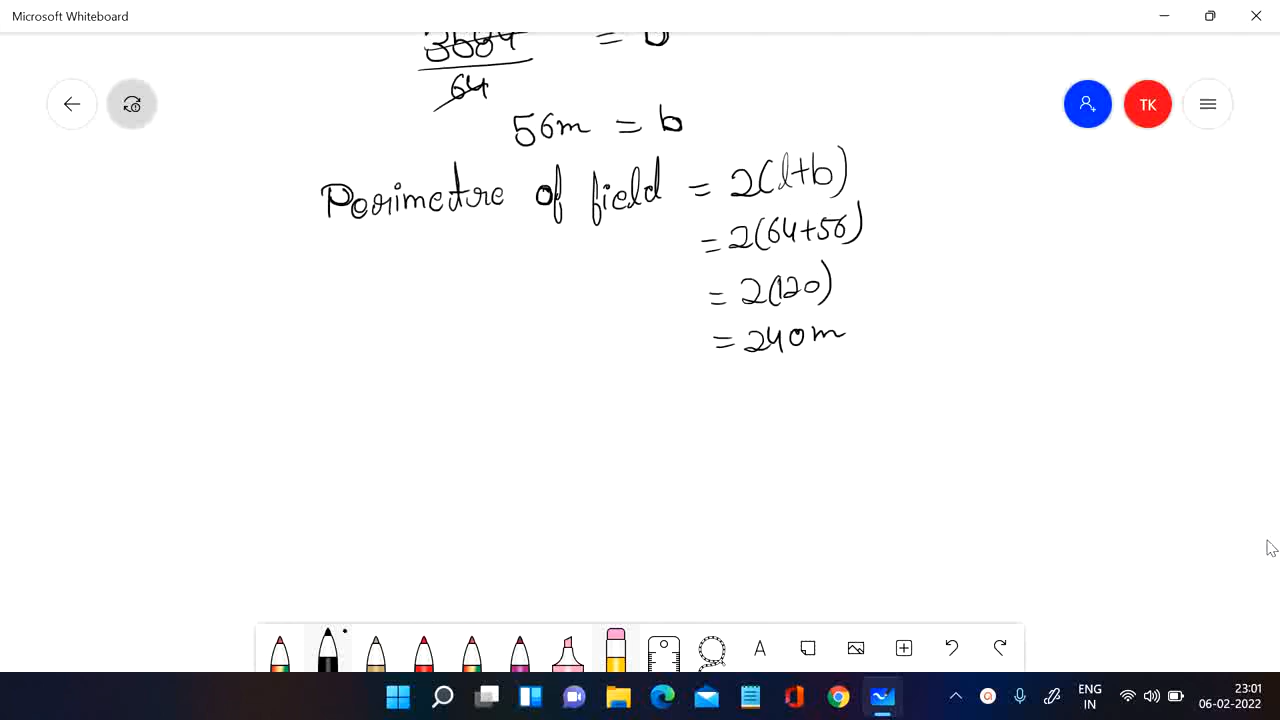 Microsoft Whiteboard
64
TK
56m = b
Perimetre of field = 2(l+b)
= 2(64+56)
= 2(120)
= 240m
A
ENG
IN
23:01
06-02-2022